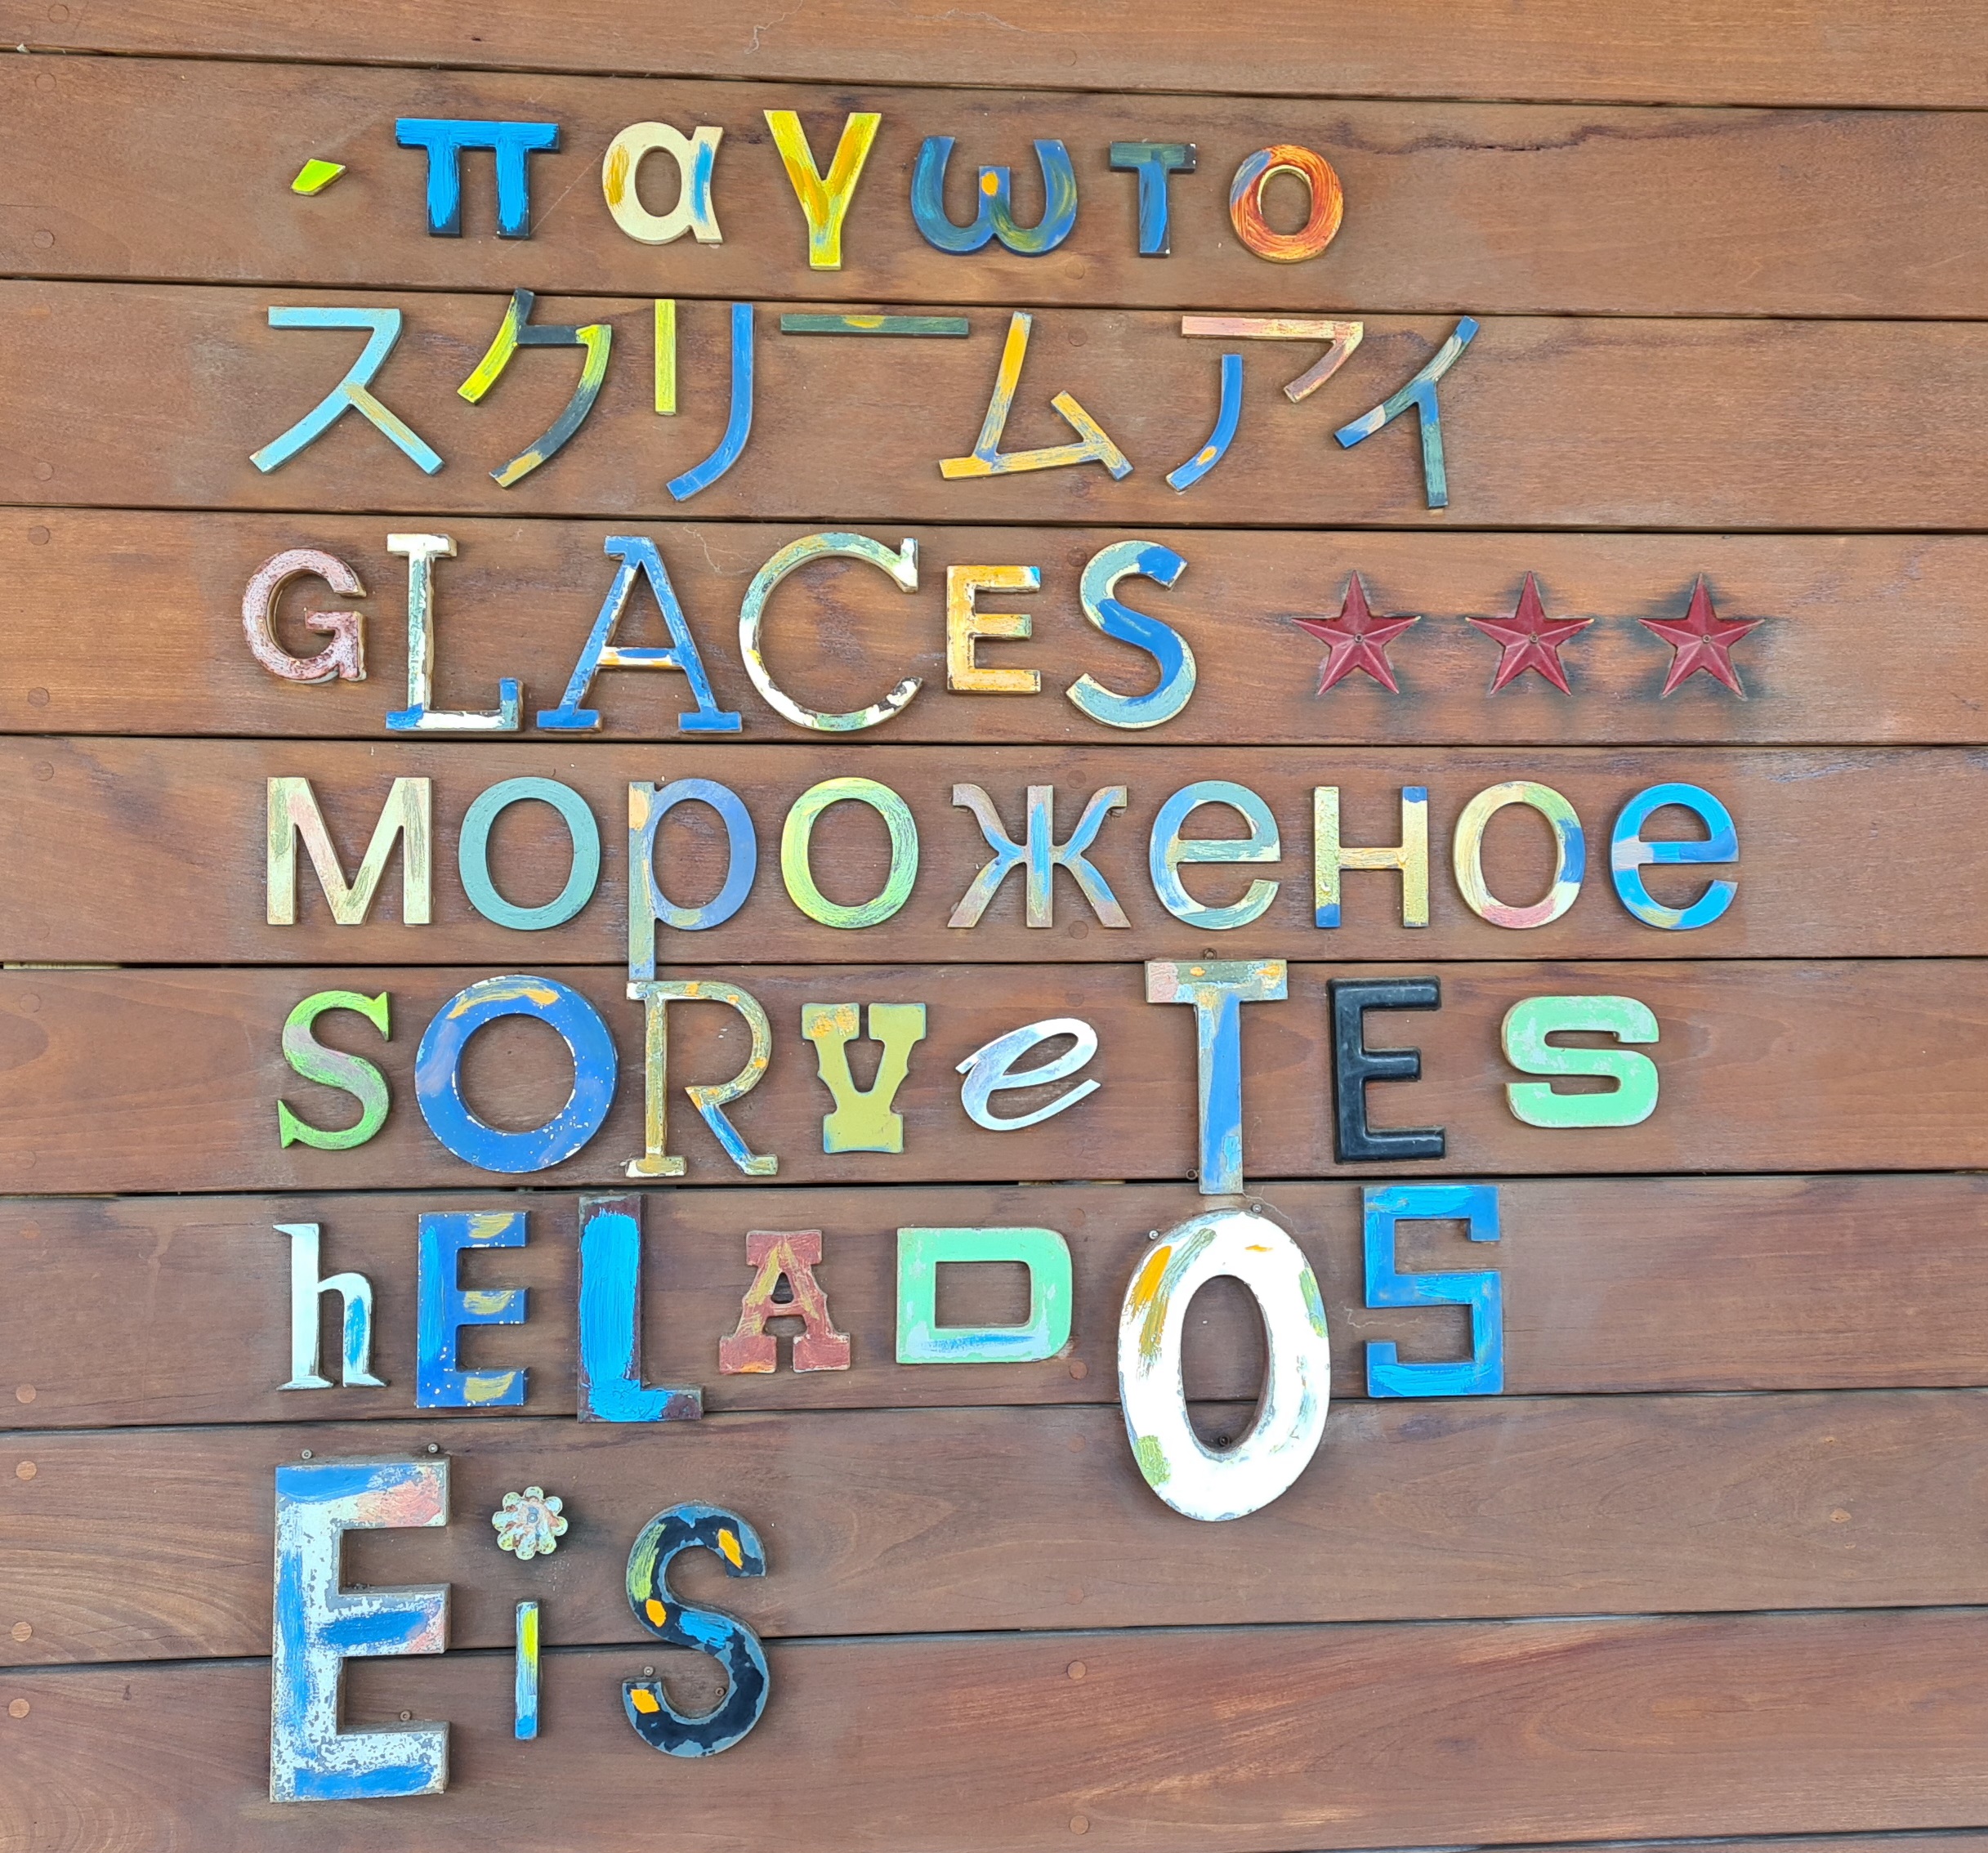 ´παγωτο
スクリームアイ
GLACES
Мороженое
SORVeTES
hELADOS
EiS